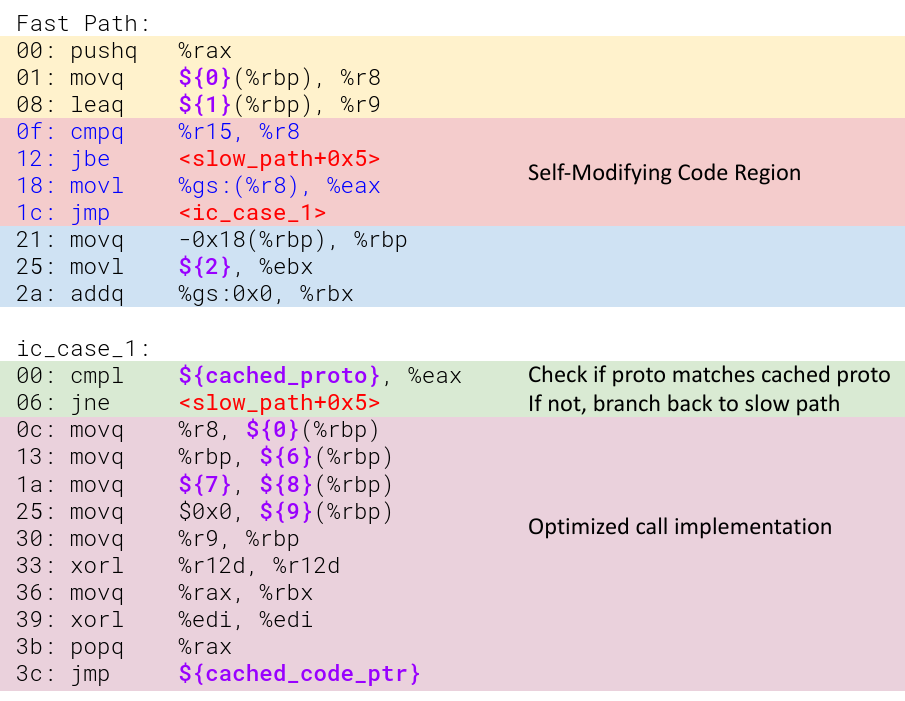 Fast Path:
00: pushq %rax
01: movq ${0}(%rbp), %r8
08: leaq ${1}(%rbp), %r9
0f: cmpq %r15, %r8
12: jbe <slow_path+0x5>
Self-Modifying Code Region
18: movl %gs:(%r8), %eax
1c: jmp <ic_case_1>
21: movq -0x18(%rbp), %rbp
25: movl ${2}, %ebx
2a: addq %gs:0x0, %rbx
ic_case_1:
00: cmpl ${cached_proto}, %eax
Check if proto matches cached proto
06: jne <slow_path+0x5>
If not, branch back to slow path
0c: movq %r8, ${0}(%rbp)
13: movq %rbp, ${6}(%rbp)
1a: movq ${7}, ${8}(%rbp)
25: movq $0x0, ${9}(%rbp)
Optimized call implementation
30: movq %r9, %rbp
33: xorl %r12d, %r12d
36: movq %rax, %rbx
39: xorl %edi, %edi
3b: popq %rax
3c: jmp ${cached_code_ptr}